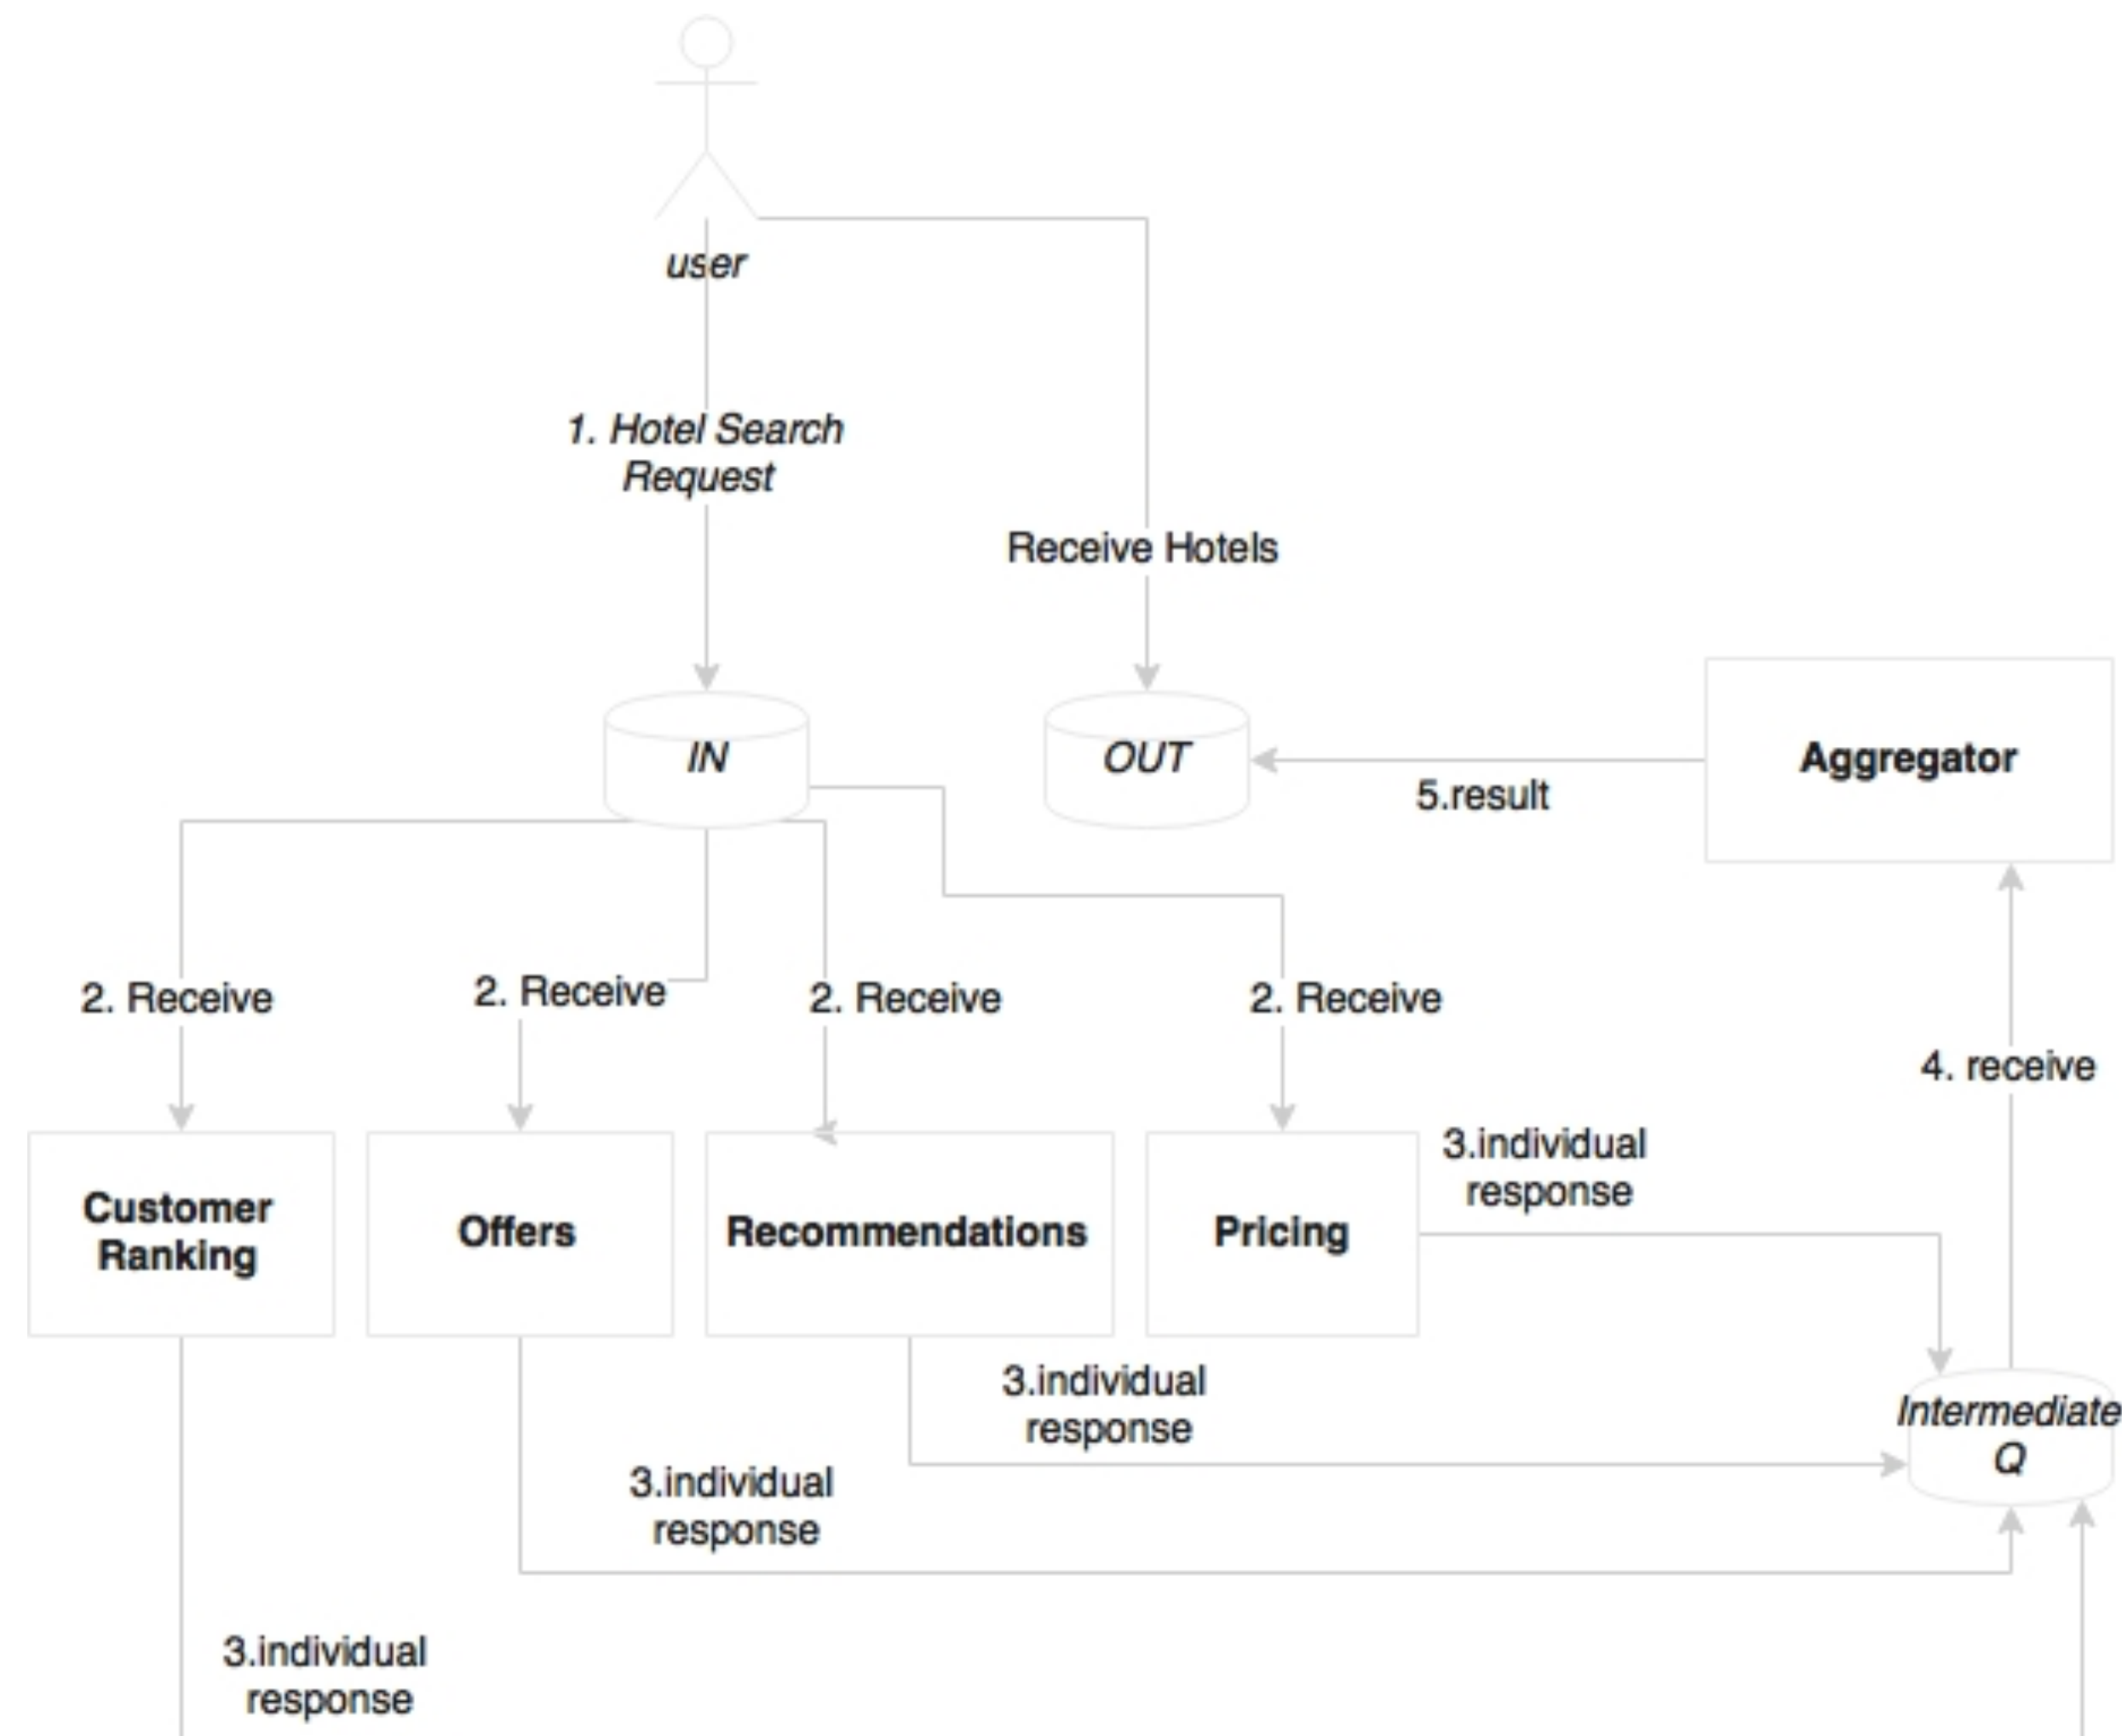 user
1. Hotel Search
Request
Receive Hotels
IN
OUT
Aggregator
5.result
2. Receive
2. Receive
2. Receive
2. Receive
4. receive
Customer
Ranking
Offers
Recommendations
Pricing
3.individual
response
3.individual
response
Intermediate
Q
3.individual
response
3.individual
response